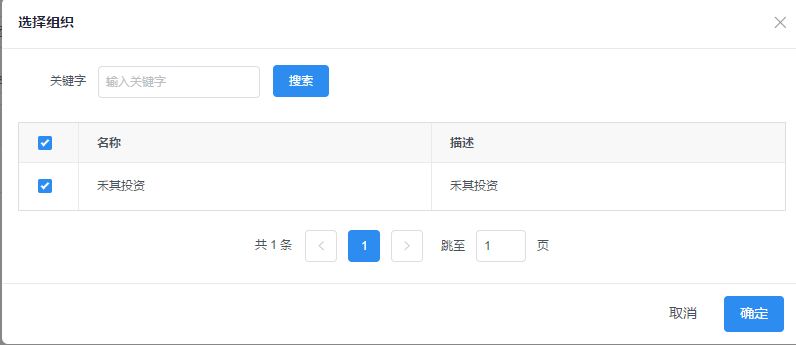 选择组织
关键字 输入关键字 搜索
名称 描述
禾其投资 禾其投资
共 1 条 1 跳至 1 页
取消 确定